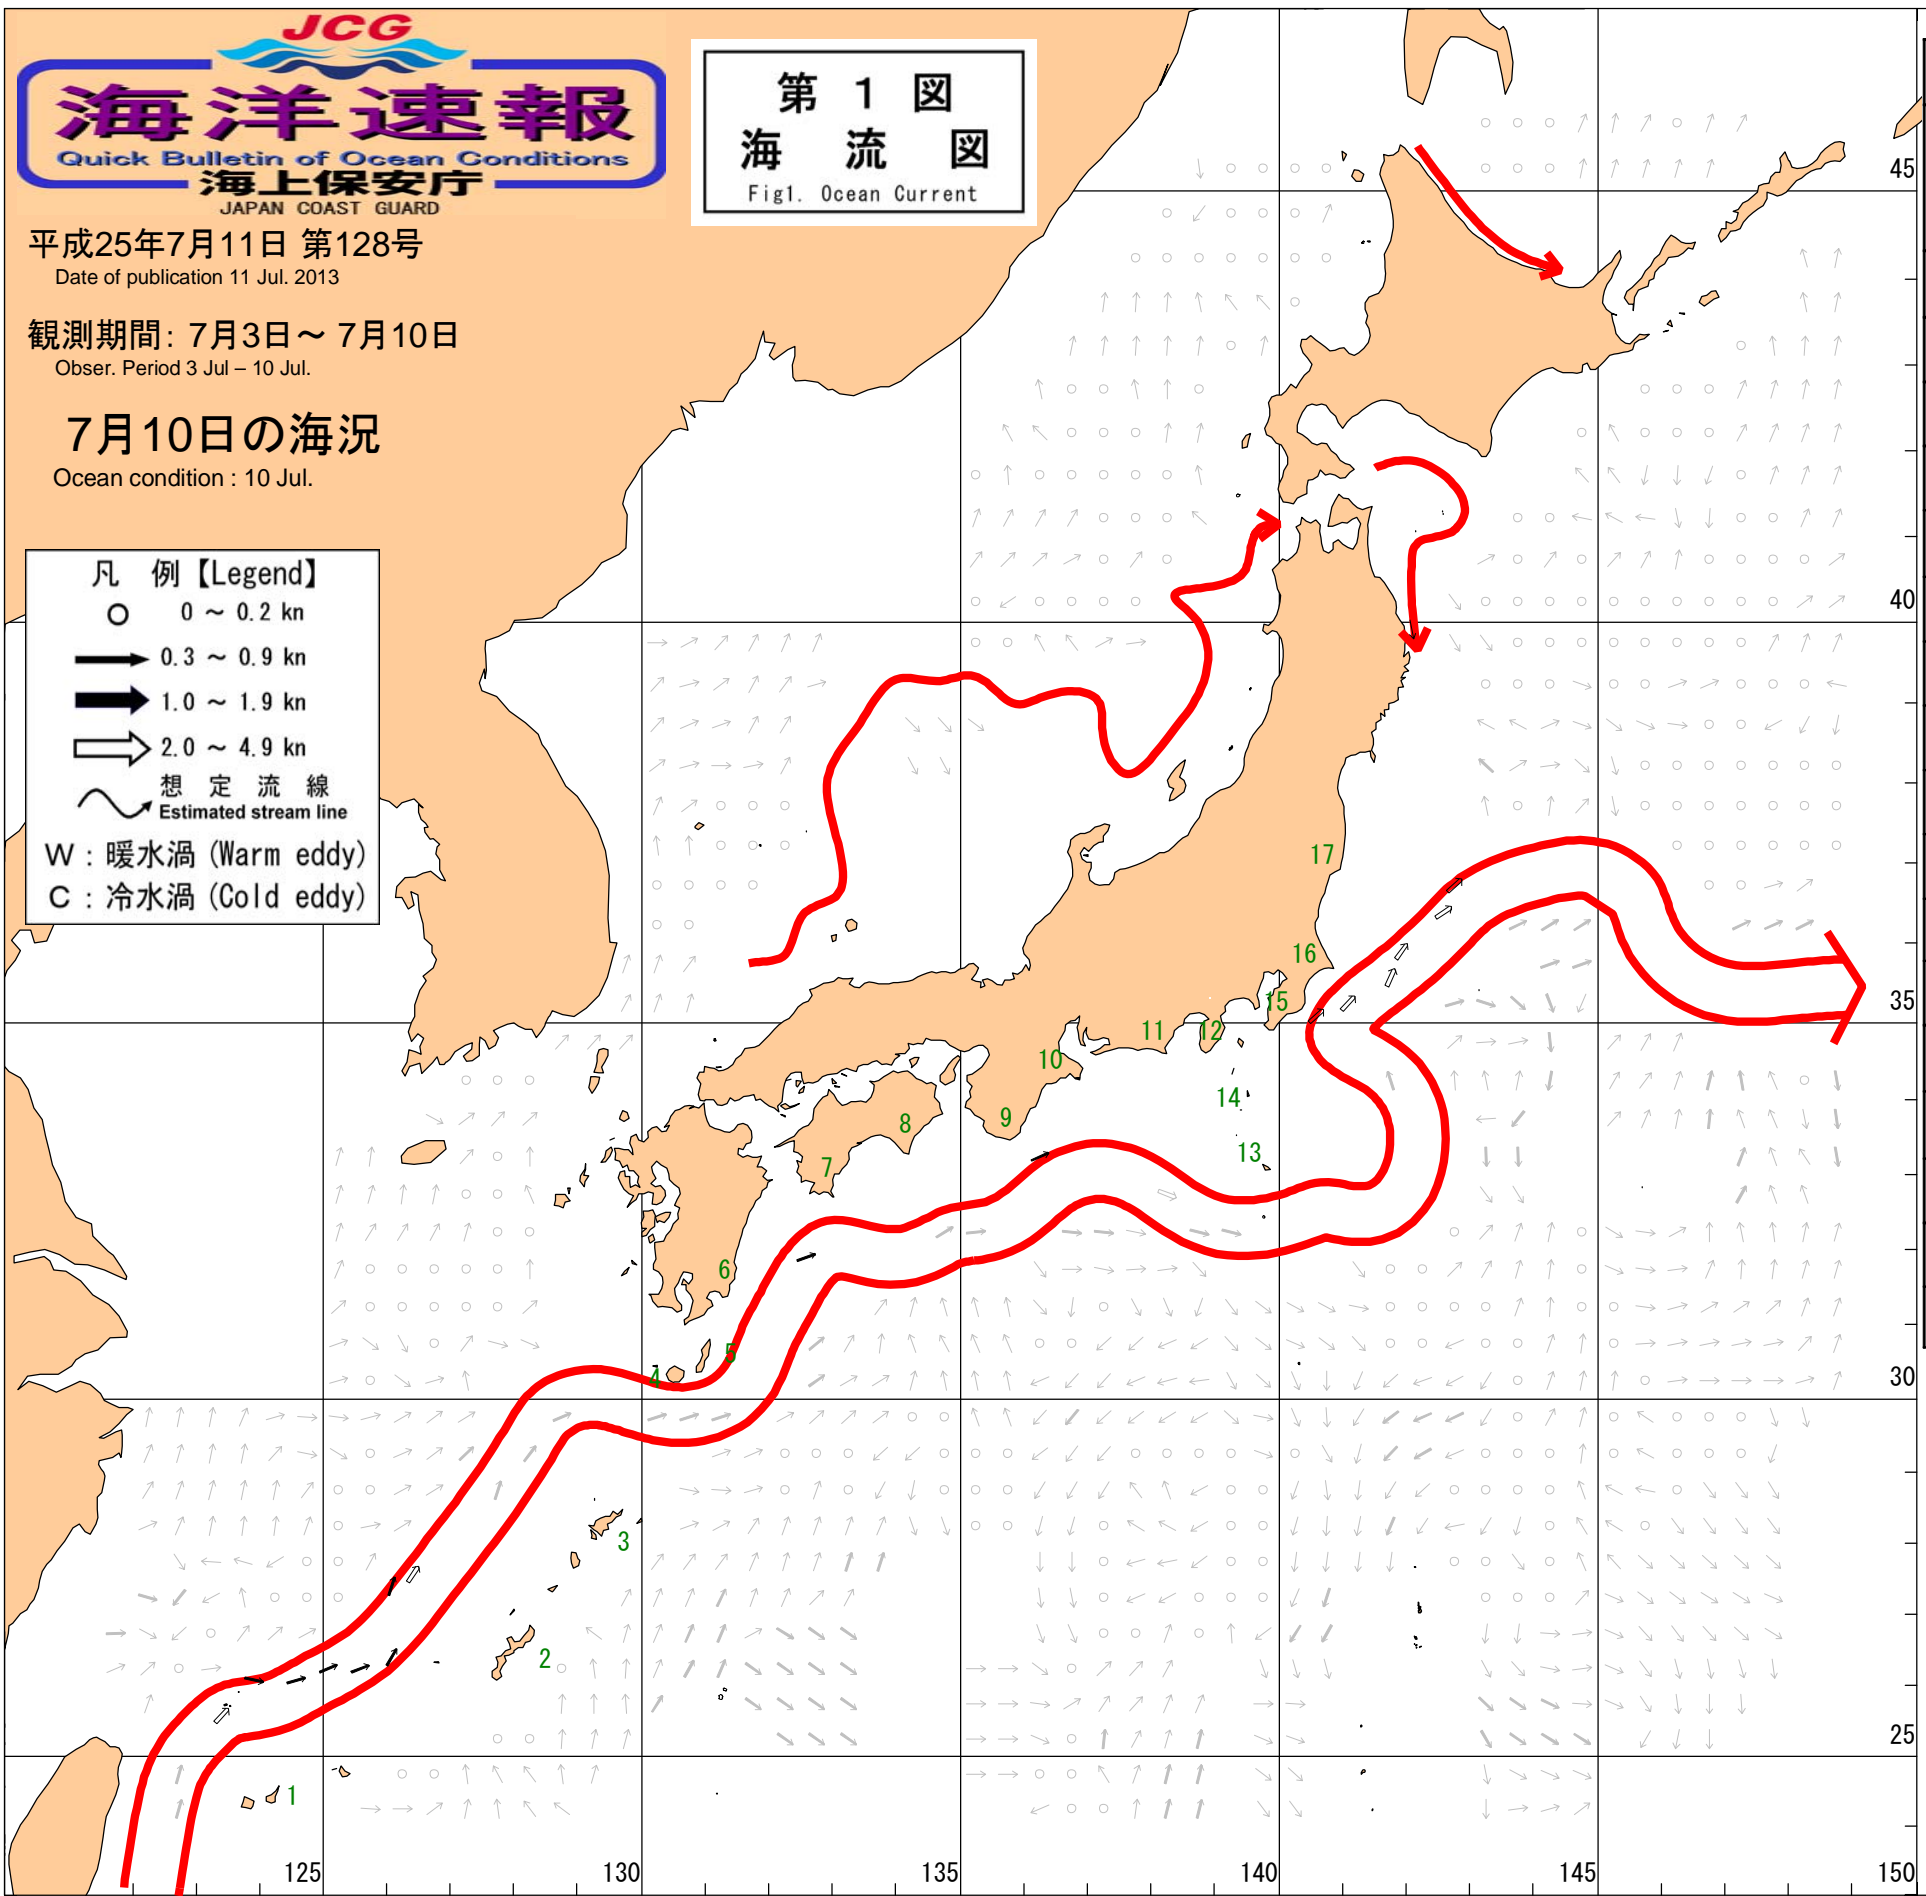 JCG
海洋速報
Quick Bulletin of Ocean Conditions
海上保安庁
JAPAN COAST GUARD
第 1 図
海 流 図
Fig1. Ocean Current
平成25年7月11日 第128号
Date of publication 11 Jul. 2013
観測期間: 7月3日～ 7月10日
Obser. Period 3 Jul – 10 Jul.
7月10日の海況
Ocean condition : 10 Jul.
凡 例【Legend】
0 ～ 0.2 kn
0.3 ～ 0.9 kn
1.0 ～ 1.9 kn
2.0 ～ 4.9 kn
想 定 流 線
Estimated stream line
W : 暖水渦 (Warm eddy)
C : 冷水渦 (Cold eddy)
45
40
35
30
25
17
16
15
12
11
10
14
13
9
8
7
6
5
4
3
2
1
125
130
135
140
145
150